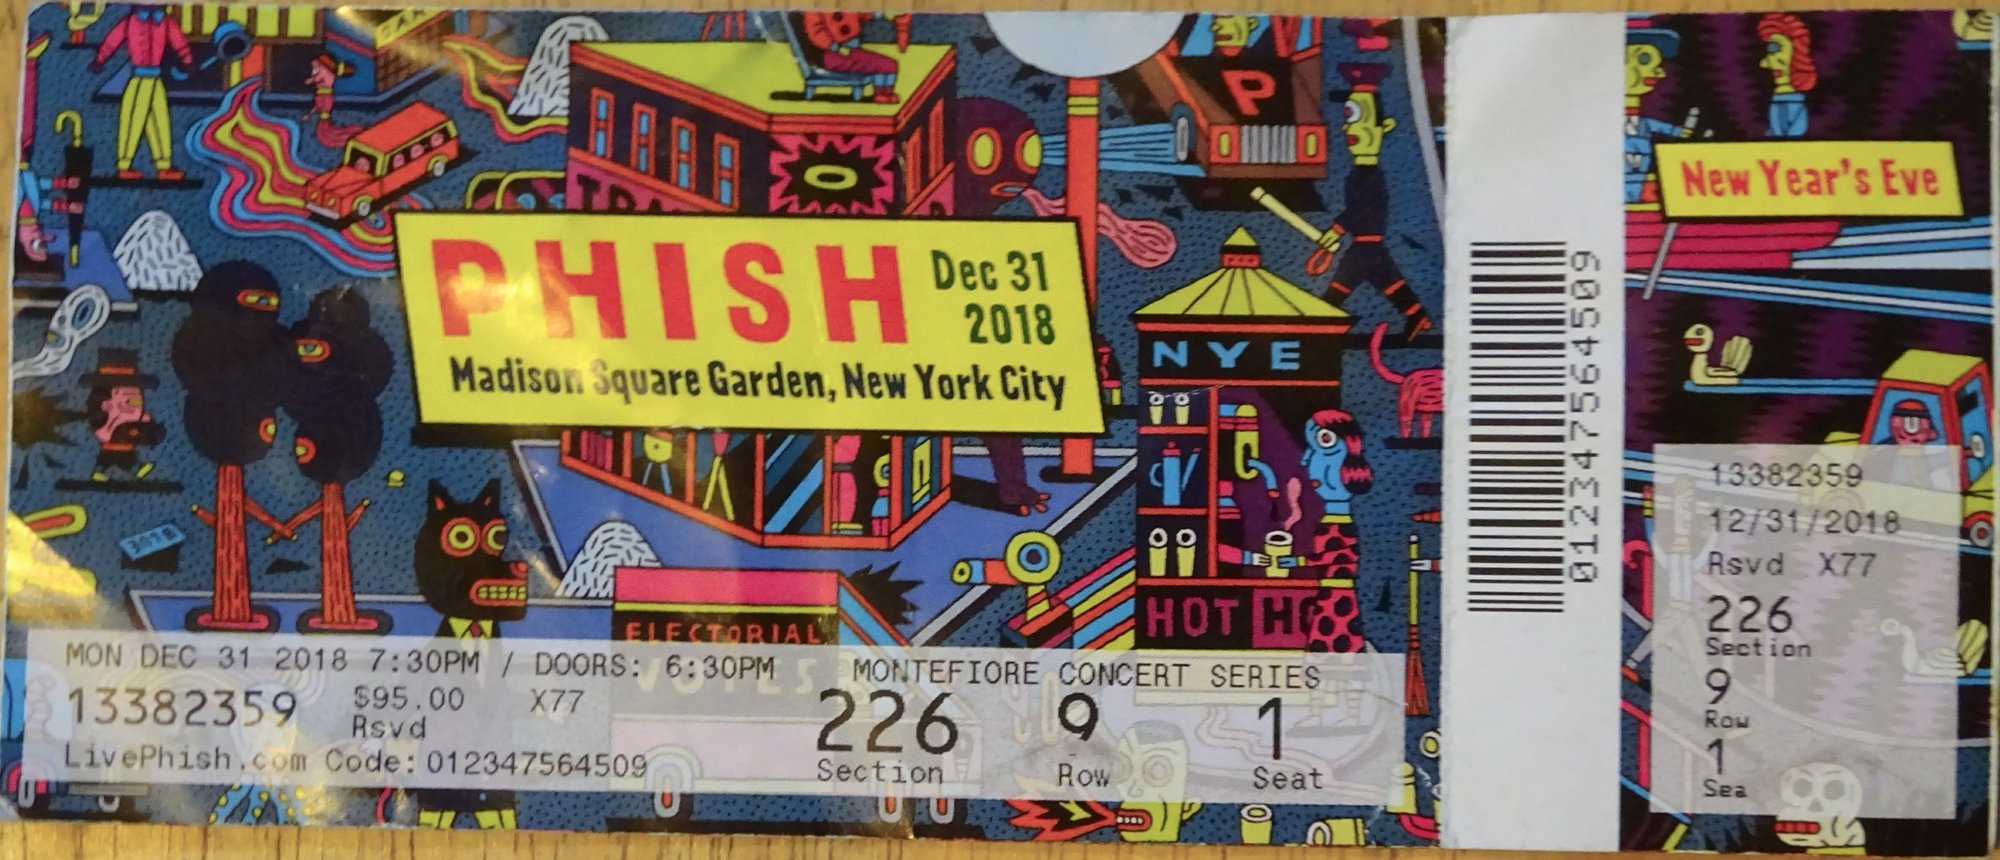 P
New Year's Eve
PHISH
Dec 31
2018
Madison Square Garden, New York City
NYE
HOT
ELECTORIAL
VOTES
MON DEC 31 2018 7:30PM / DOORS: 6:30PM MONTEFIORE CONCERT SERIES
13382359 $95.00 X77
Rsvd
LivePhish.com Code: 012347564509
226 9 1
Section Row Seat
012347564509
13382359
12/31/2018
Rsvd X77
226
Section
9
Row
1
Sea